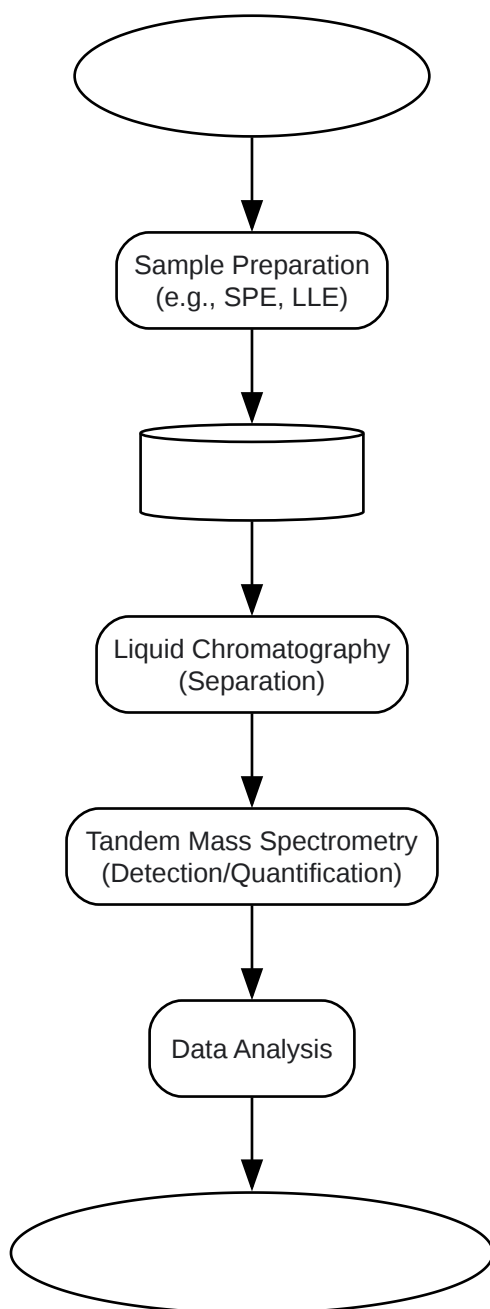 Sample Preparation
(e.g., SPE, LLE)
Liquid Chromatography
(Separation)
Tandem Mass Spectrometry
(Detection/Quantification)
Data Analysis